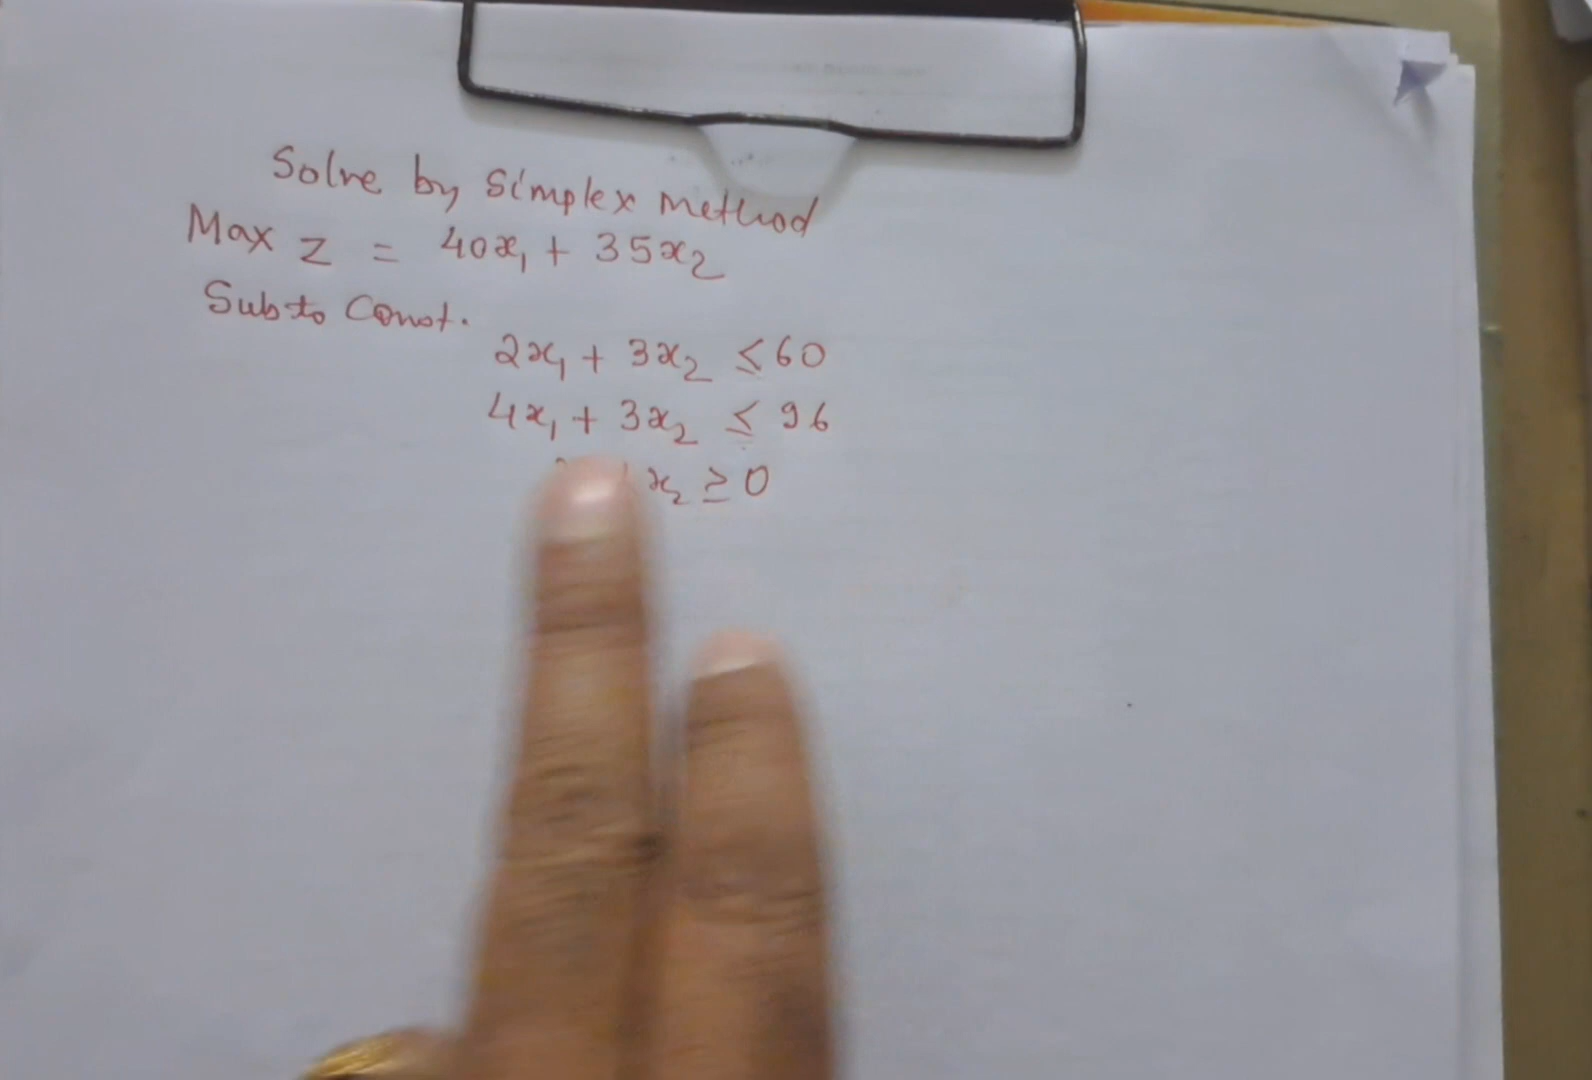 Solve by Simplex method
Max Z = 40x₁ + 35x₂
Sub to Const.
2x₁ + 3x₂ ≤ 60
4x₁ + 3x₂ ≤ 96
x₂ ≥ 0